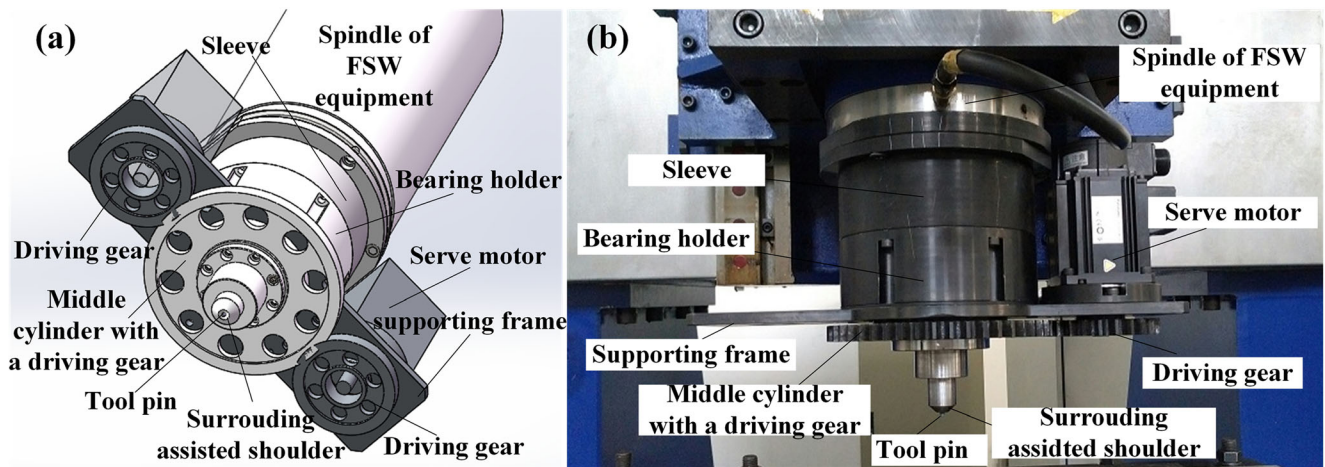 (a)
Sleeve
Spindle of
FSW
equipment
Bearing holder
Driving gear
Serve motor
Middle
cylinder with
a driving gear
supporting frame
Tool pin
Surrouding
assisted shoulder
Driving gear
(b)
Spindle of FSW
equipment
Sleeve
Bearing holder
Serve motor
Supporting frame
Middle cylinder
with a driving gear
Driving gear
Tool pin
Surrouding
assidted shoulder